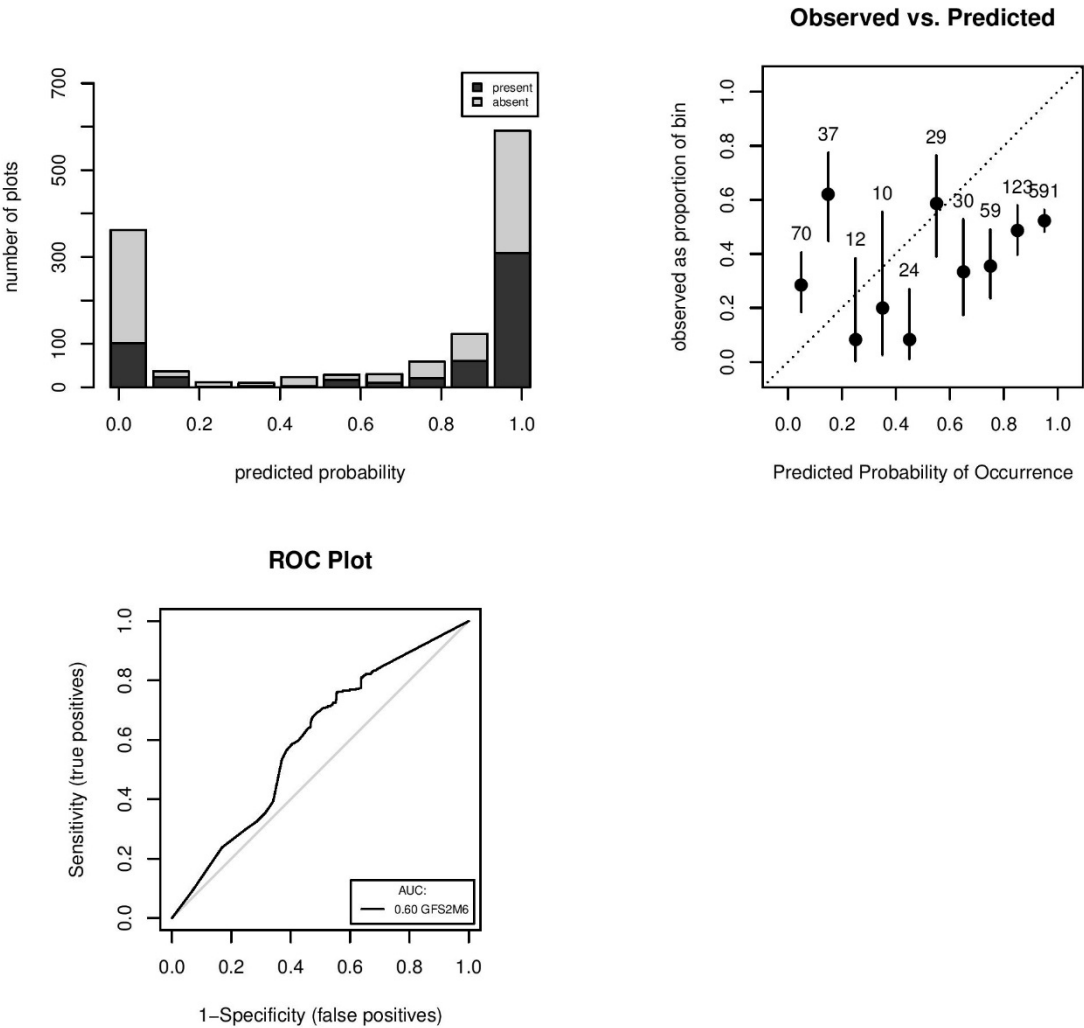 number of plots
700
500
300
100
0
present
absent
0.0 0.2 0.4 0.6 0.8 1.0
predicted probability
Observed vs. Predicted
observed as proportion of bin
1.0
0.8
0.6
0.4
0.2
0.0
70 37 12 10 24 29 30 59 123 591
0.0 0.2 0.4 0.6 0.8 1.0
Predicted Probability of Occurrence
ROC Plot
Sensitivity (true positives)
1.0
0.8
0.6
0.4
0.2
0.0
AUC:
0.60 GFS2M6
0.0 0.2 0.4 0.6 0.8 1.0
1−Specificity (false positives)